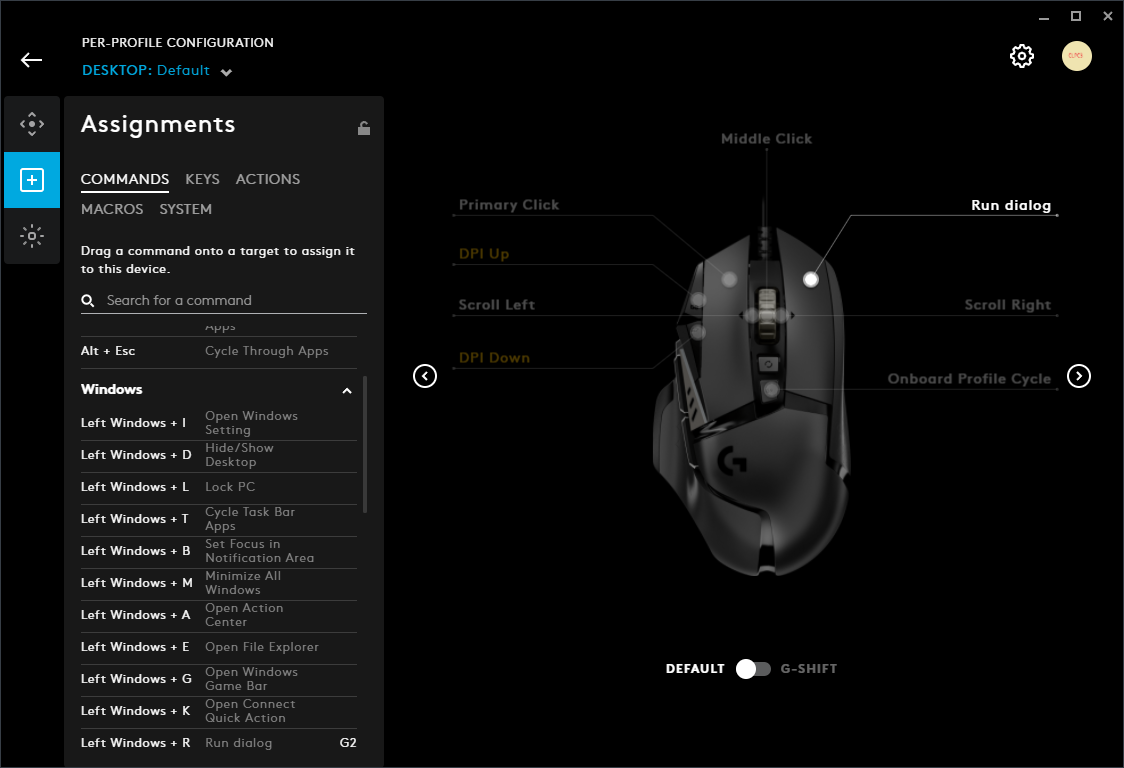 PER-PROFILE CONFIGURATION
DESKTOP: Default
Assignments
COMMANDS KEYS ACTIONS
MACROS SYSTEM
Drag a command onto a target to assign it
to this device.
Search for a command
Apps
Alt + Esc Cycle Through Apps
Windows
Left Windows + I Open Windows
Setting
Left Windows + D Hide/Show
Desktop
Left Windows + L Lock PC
Left Windows + T Cycle Task Bar
Apps
Left Windows + B Set Focus in
Notification Area
Left Windows + M Minimize All
Windows
Left Windows + A Open Action
Center
Left Windows + E Open File Explorer
Left Windows + G Open Windows
Game Bar
Left Windows + K Open Connect
Quick Action
Left Windows + R Run dialog G2
Middle Click
Primary Click
Run dialog
DPI Up
Scroll Left
Scroll Right
DPI Down
Onboard Profile Cycle
DEFAULT G-SHIFT